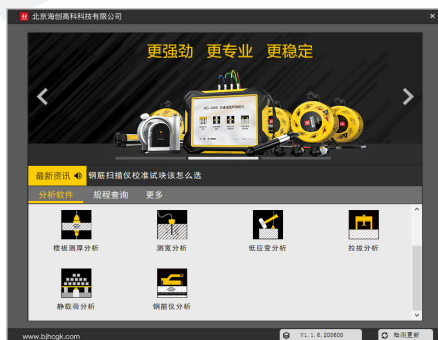 北京海创高科科技有限公司
更强劲 更专业 更稳定
最新资讯 钢筋扫描仪校准试块该怎么选
分析软件 规程查询 更多
楼板测厚分析 测宽分析 低应变分析 拉拔分析
静载荷分析 钢筋仪分析
www.bjhcgk.com V1.1.6.200608 检测更新